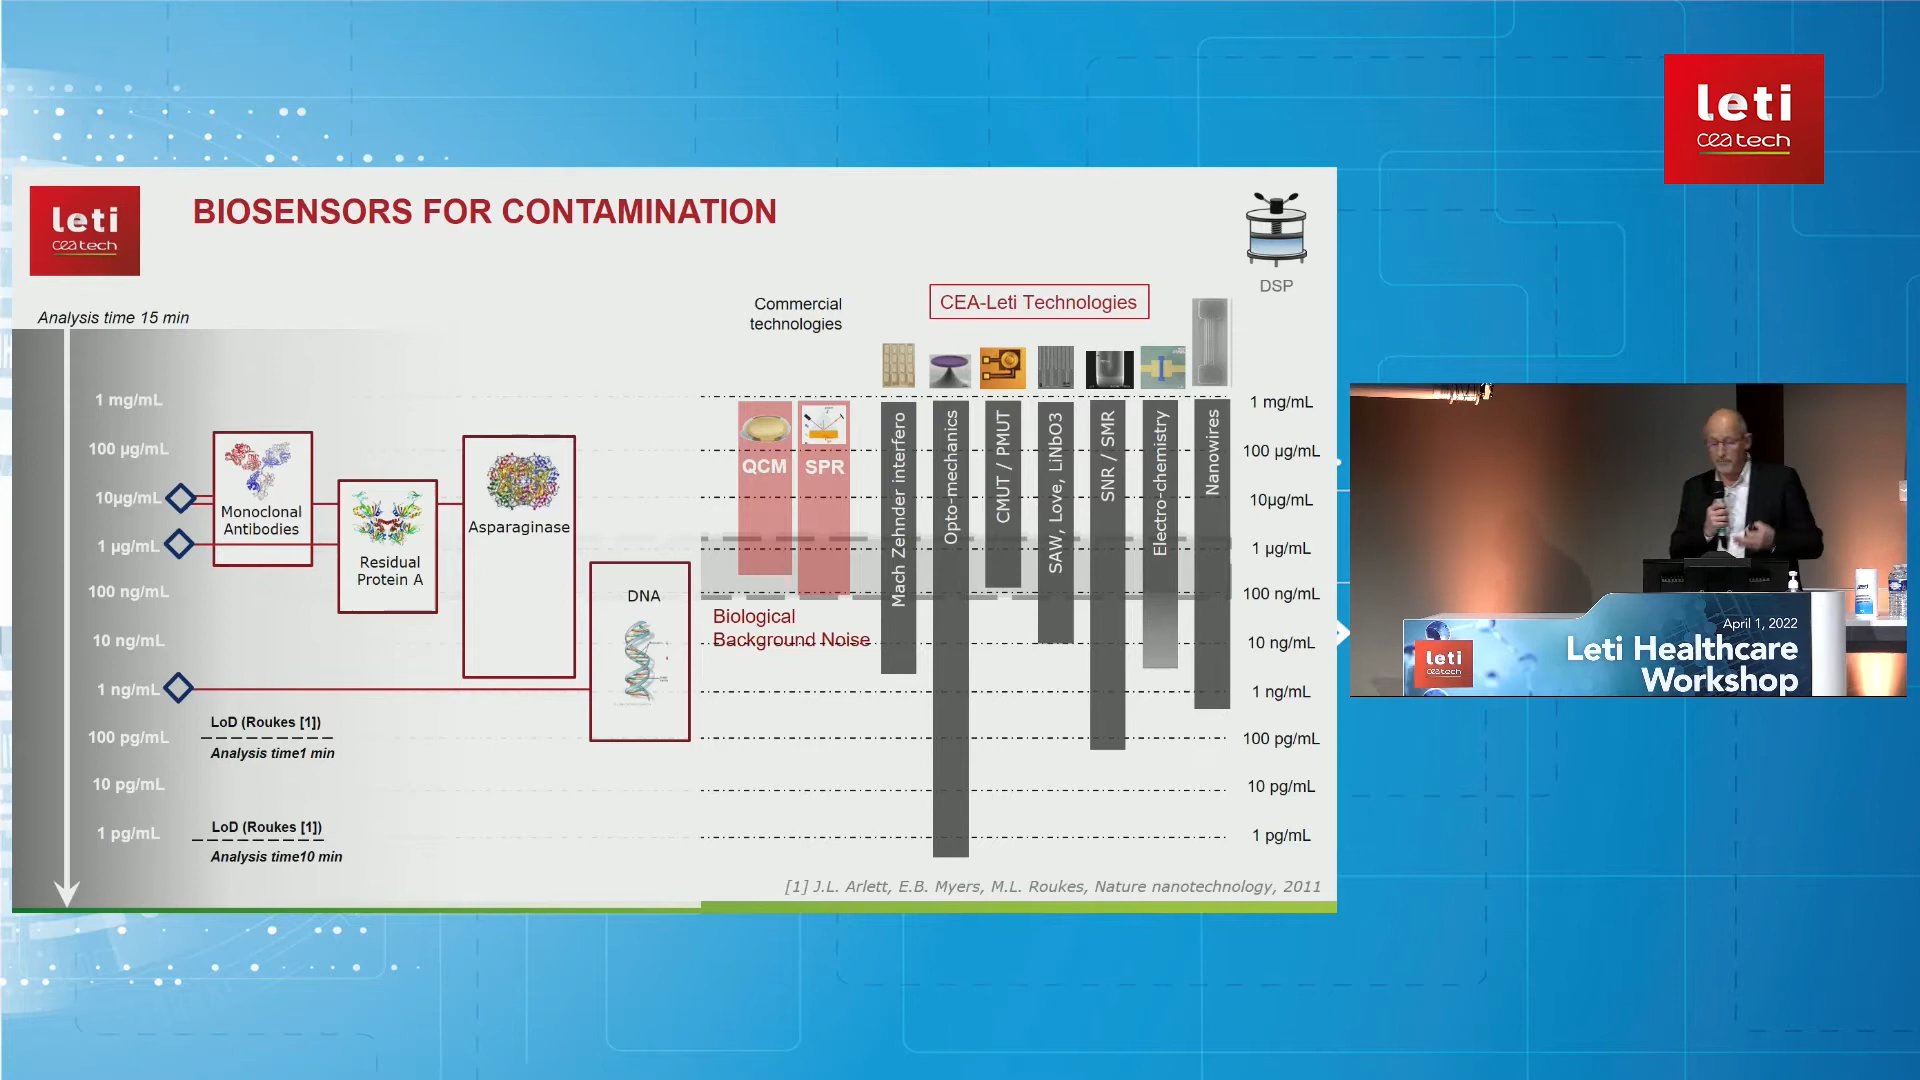 leti
cea tech
leti
cea tech
BIOSENSORS FOR CONTAMINATION
DSP
Analysis time 15 min
Commercial
technologies
CEA-Leti Technologies
1 mg/mL
100 µg/mL
10µg/mL
1 µg/mL
100 ng/mL
10 ng/mL
1 ng/mL
100 pg/mL
10 pg/mL
1 pg/mL
Monoclonal
Antibodies
Residual
Protein A
Asparaginase
DNA
LoD (Roukes [1])
Analysis time1 min
LoD (Roukes [1])
Analysis time10 min
QCM
SPR
Mach Zehnder interfero
Opto-mechanics
CMUT / PMUT
SAW, Love, LiNbO3
SNR / SMR
Electro-chemistry
Nanowires
Biological
Background Noise
1 mg/mL
100 µg/mL
10µg/mL
1 µg/mL
100 ng/mL
10 ng/mL
1 ng/mL
100 pg/mL
10 pg/mL
1 pg/mL
[1] J.L. Arlett, E.B. Myers, M.L. Roukes, Nature nanotechnology, 2011
April 1, 2022
Leti Healthcare
Workshop
leti
cea tech